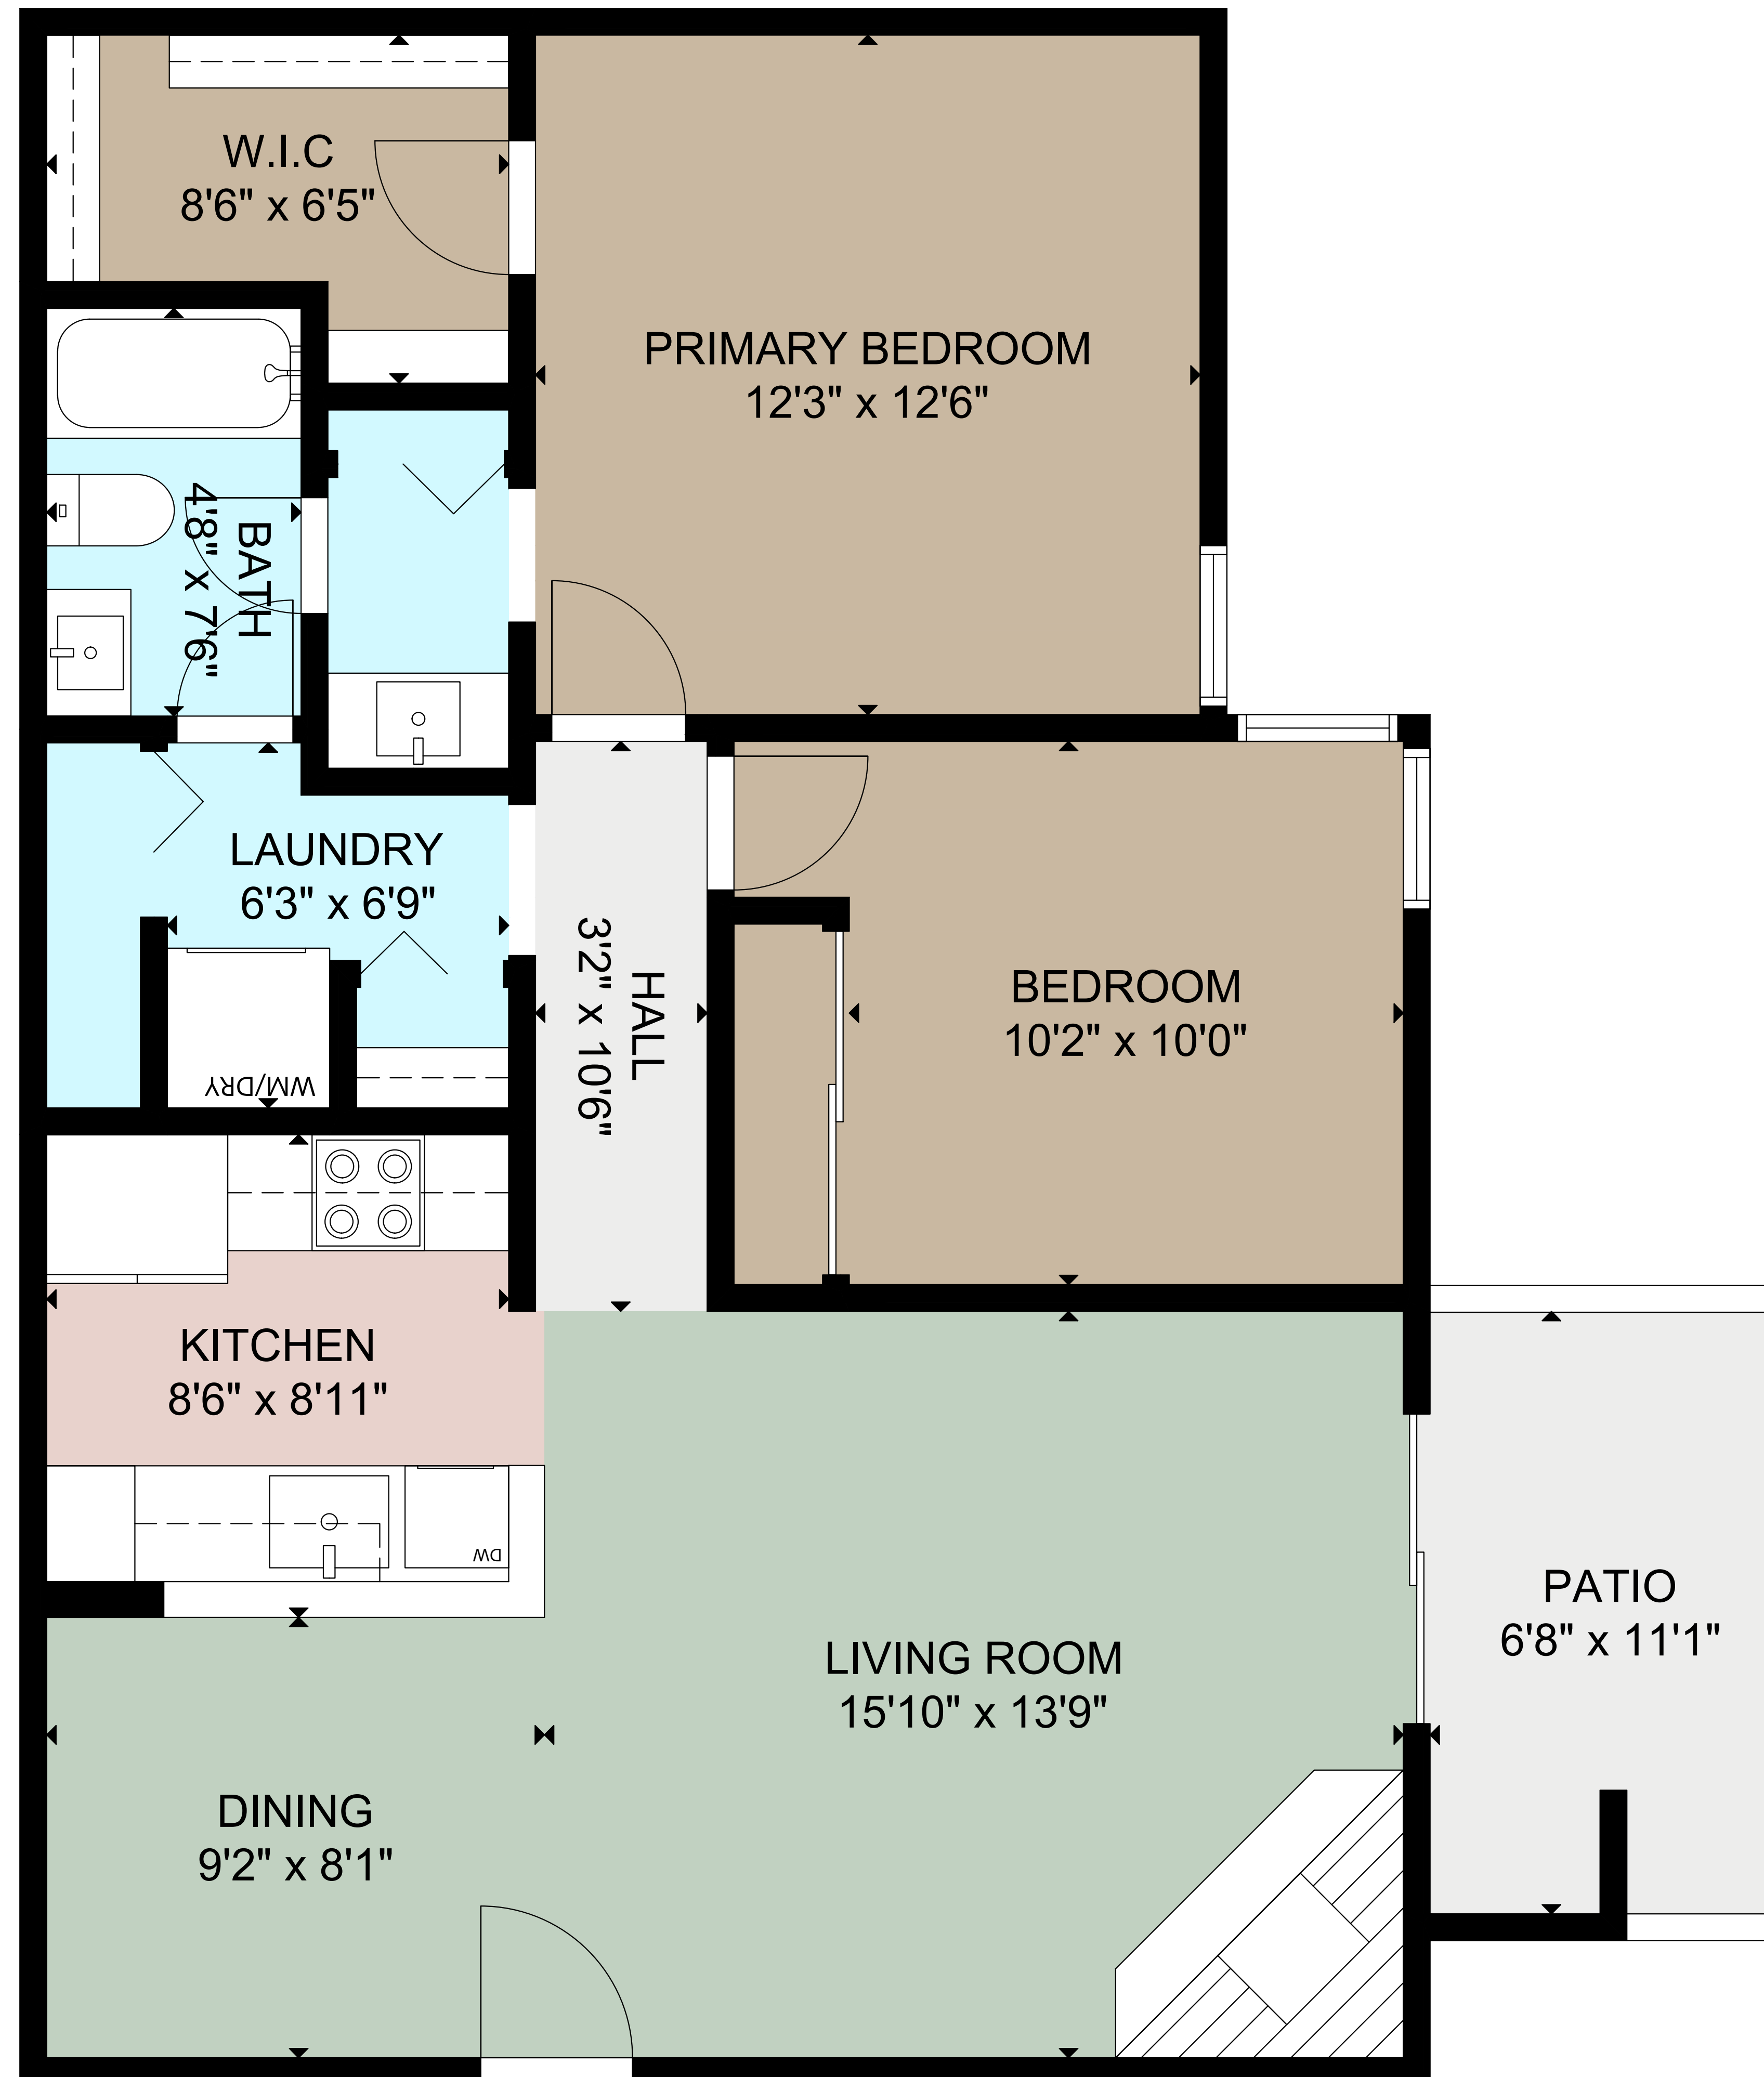 W.I.C
8'6" x 6'5"
PRIMARY BEDROOM
12'3" x 12'6"
BATH
4'8" x 7'6"
LAUNDRY
6'3" x 6'9"
WM/DRY
HALL
3'2" x 10'6"
BEDROOM
10'2" x 10'0"
KITCHEN
8'6" x 8'11"
DW
LIVING ROOM
15'10" x 13'9"
PATIO
6'8" x 11'1"
DINING
9'2" x 8'1"